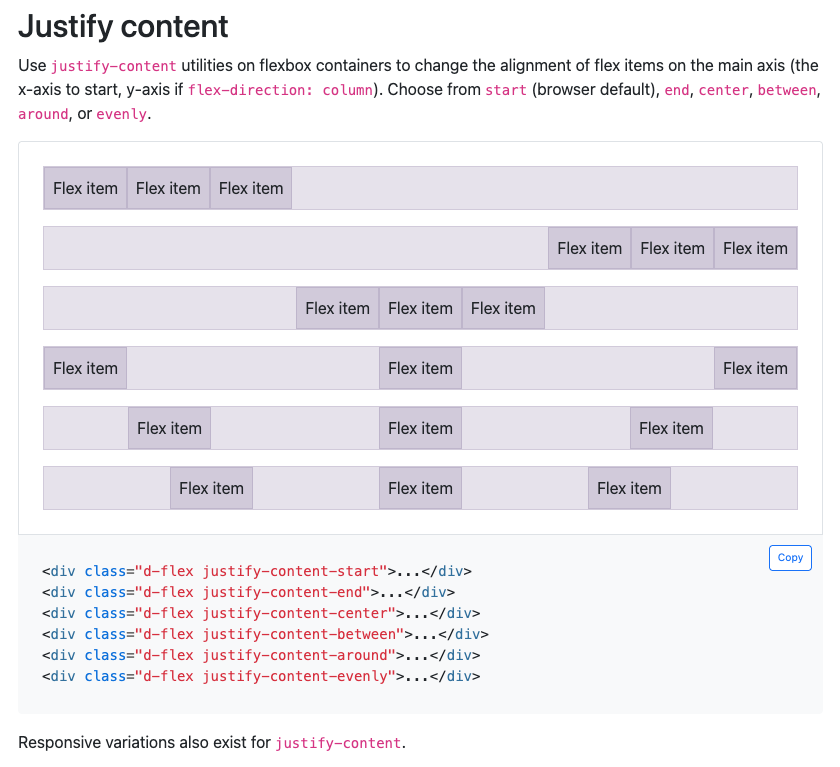 Justify content
Use justify-content utilities on flexbox containers to change the alignment of flex items on the main axis (the
x-axis to start, y-axis if flex-direction: column). Choose from start (browser default), end, center, between,
around, or evenly.
Flex item Flex item Flex item
Flex item Flex item Flex item
Flex item Flex item Flex item
Flex item Flex item Flex item
Flex item Flex item Flex item
Flex item Flex item Flex item
Copy
<div class="d-flex justify-content-start">...</div>
<div class="d-flex justify-content-end">...</div>
<div class="d-flex justify-content-center">...</div>
<div class="d-flex justify-content-between">...</div>
<div class="d-flex justify-content-around">...</div>
<div class="d-flex justify-content-evenly">...</div>
Responsive variations also exist for justify-content.